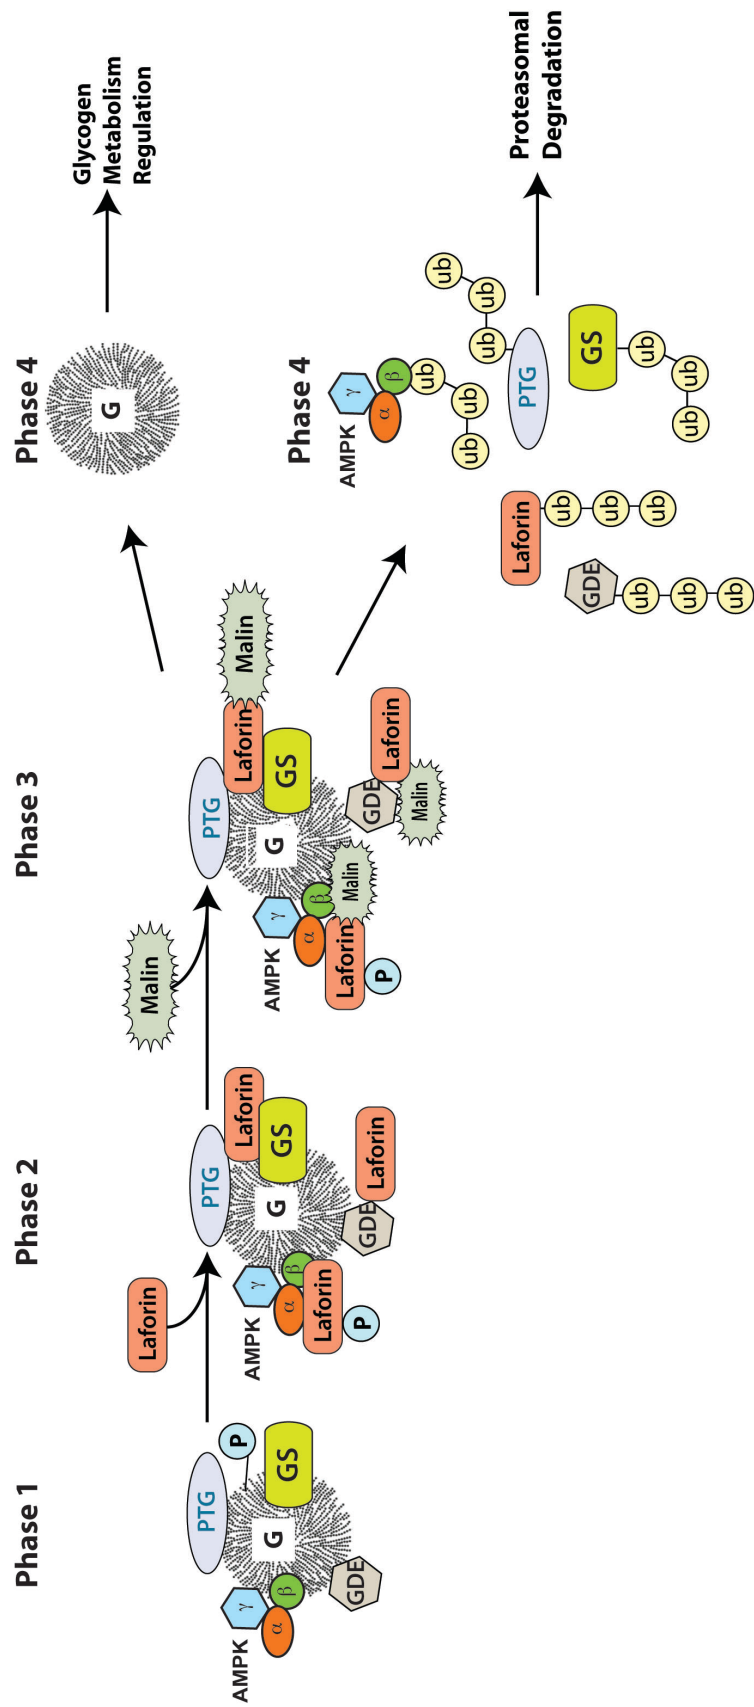 Phase 1
PTG
P
G
GS
AMPK
γ
α
β
GDE
Laforin
Phase 2
PTG
Laforin
G
GS
AMPK
γ
α
β
Laforin
P
GDE
Laforin
Malin
Phase 3
PTG
Laforin
Malin
G
GS
AMPK
γ
α
β
Malin
Laforin
P
GDE
Laforin
Malin
Phase 4
G
Glycogen
Metabolism
Regulation
Phase 4
AMPK
γ
α
β
ub
ub
ub
PTG
ub
ub
ub
GS
ub
ub
ub
Laforin
ub
ub
ub
GDE
ub
ub
ub
Proteasomal
Degradation